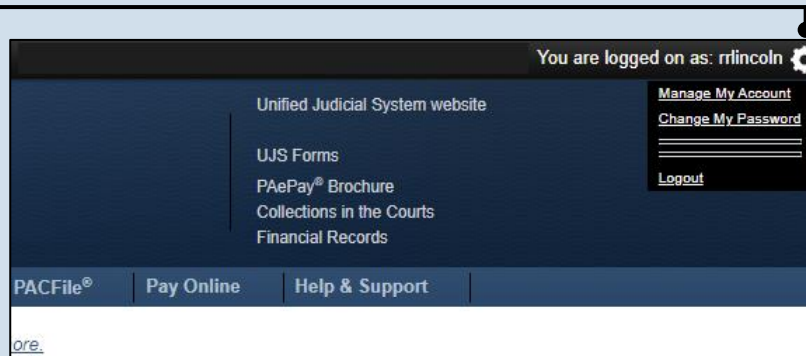 You are logged on as: rrlincoln
Manage My Account
Change My Password
Logout
Unified Judicial System website
UJS Forms
PAePay® Brochure
Collections in the Courts
Financial Records
PACFile®
Pay Online
Help & Support
ore.